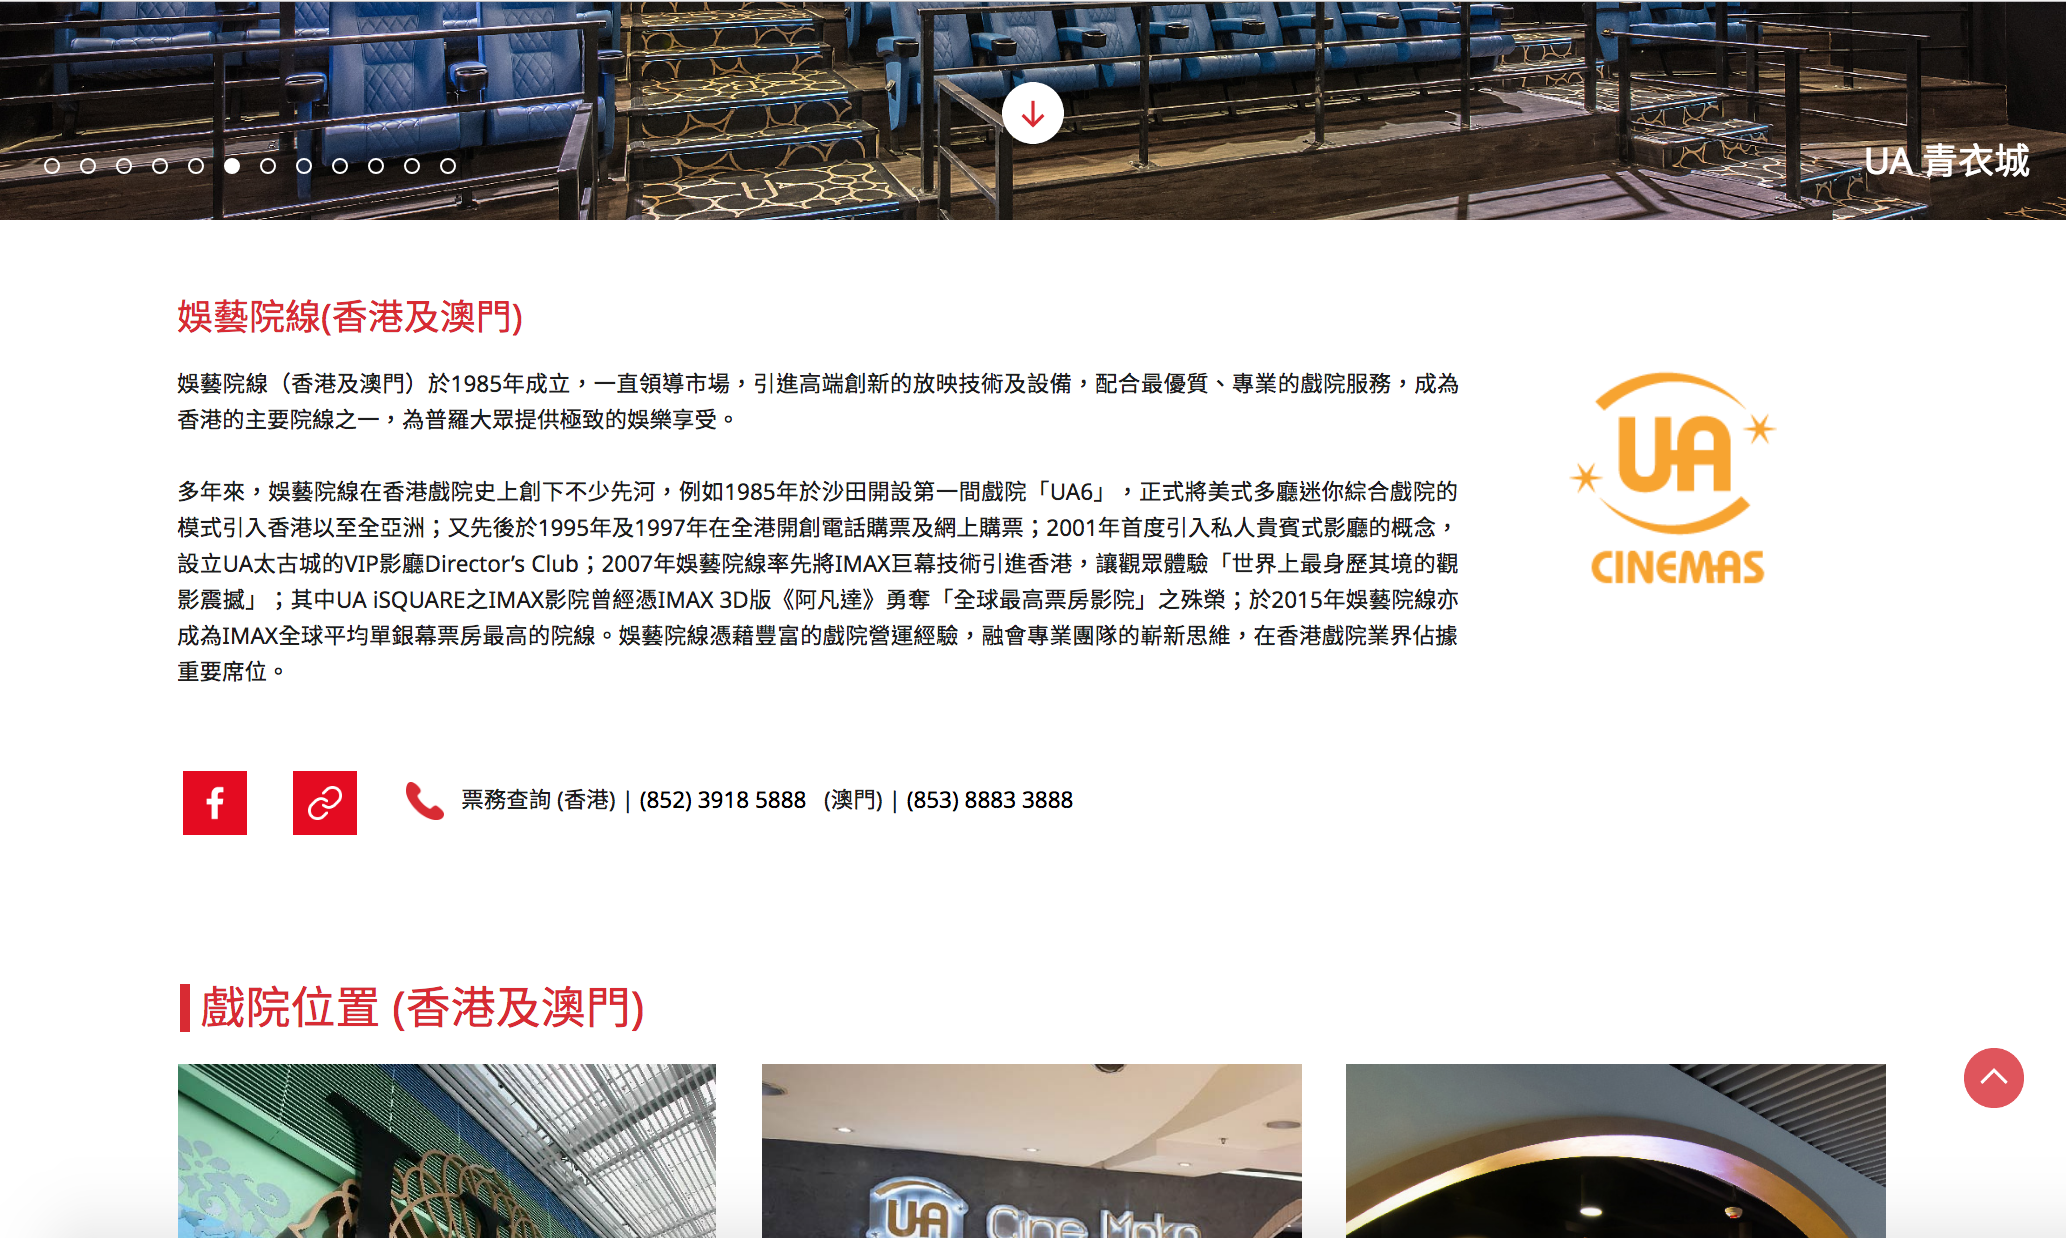 UA
UA 青衣城
娛藝院線(香港及澳門)
娛藝院線（香港及澳門）於1985年成立，一直領導市場，引進高端創新的放映技術及設備，配合最優質、專業的戲院服務，成為
香港的主要院線之一，為普羅大眾提供極致的娛樂享受。
多年來，娛藝院線在香港戲院史上創下不少先河，例如1985年於沙田開設第一間戲院「UA6」，正式將美式多廳迷你綜合戲院的
模式引入香港以至全亞洲；又先後於1995年及1997年在全港開創電話購票及網上購票；2001年首度引入私人貴賓式影廳的概念，
設立UA太古城的VIP影廳Director’s Club；2007年娛藝院線率先將IMAX巨幕技術引進香港，讓觀眾體驗「世界上最身歷其境的觀
影震撼」；其中UA iSQUARE之IMAX影院曾經憑IMAX 3D版《阿凡達》勇奪「全球最高票房影院」之殊榮；於2015年娛藝院線亦
成為IMAX全球平均單銀幕票房最高的院線。娛藝院線憑藉豐富的戲院營運經驗，融會專業團隊的嶄新思維，在香港戲院業界佔據
重要席位。
UA
CINEMAS
票務查詢 (香港) | (852) 3918 5888 (澳門) | (853) 8883 3888
戲院位置 (香港及澳門)
UA Cine Moko